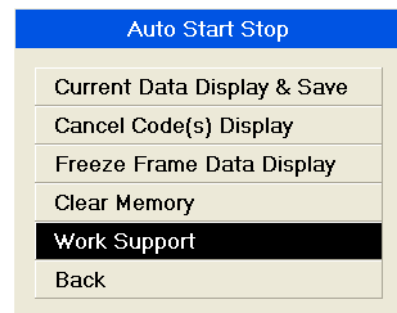 Auto Start Stop
Current Data Display & Save
Cancel Code(s) Display
Freeze Frame Data Display
Clear Memory
Work Support
Back